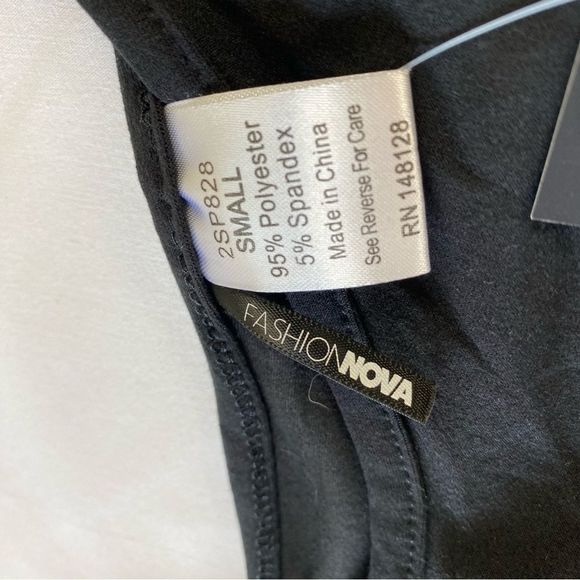 2SP828
SMALL
95% Polyester
5% Spandex
Made in China
See Reverse For Care
RN 148128
FASHIONNOVA